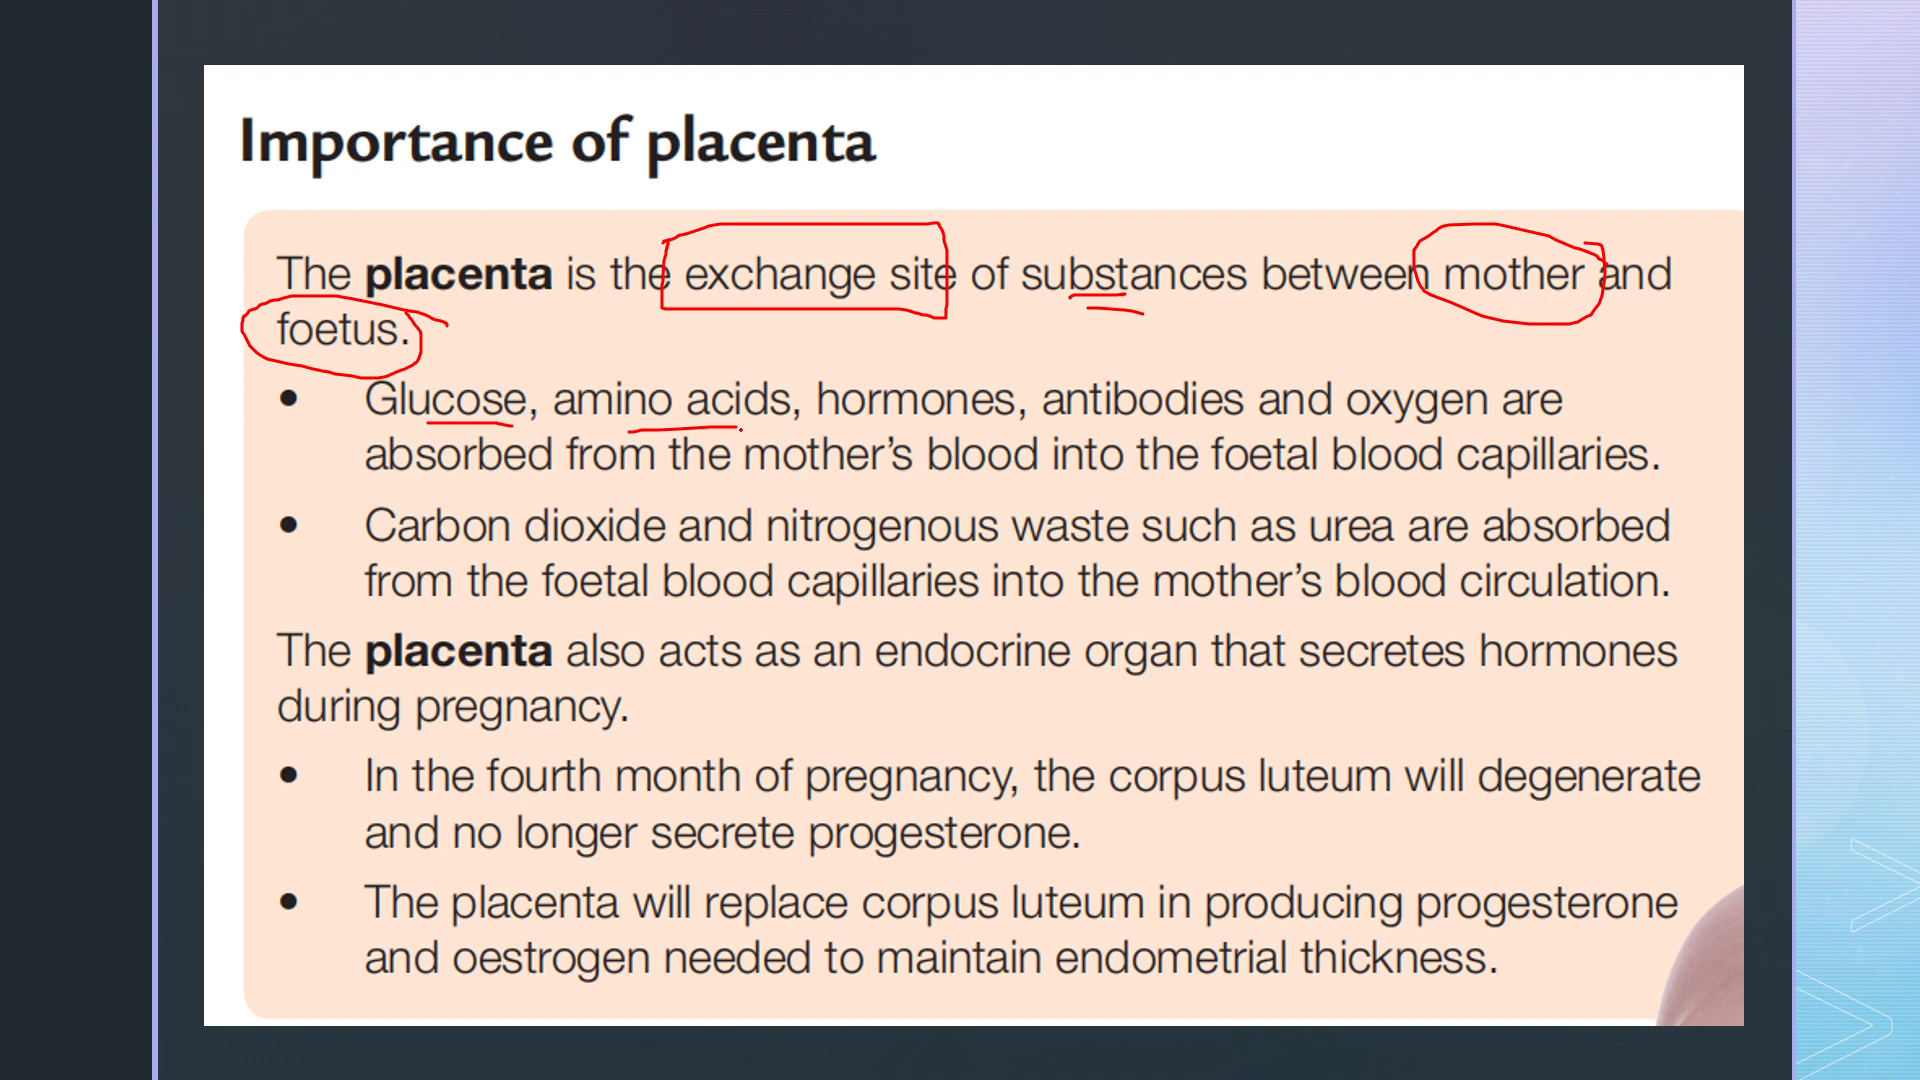 Importance of placenta
The placenta is the exchange site of substances between mother and
foetus.
• Glucose, amino acids, hormones, antibodies and oxygen are
absorbed from the mother’s blood into the foetal blood capillaries.
• Carbon dioxide and nitrogenous waste such as urea are absorbed
from the foetal blood capillaries into the mother’s blood circulation.
The placenta also acts as an endocrine organ that secretes hormones
during pregnancy.
• In the fourth month of pregnancy, the corpus luteum will degenerate
and no longer secrete progesterone.
• The placenta will replace corpus luteum in producing progesterone
and oestrogen needed to maintain endometrial thickness.